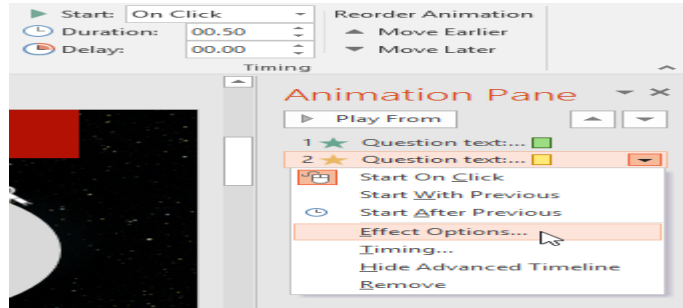 Start: On Click
Reorder Animation
Duration: 00.50
Move Earlier
Delay: 00.00
Move Later
Timing
Animation Pane
Play From
1 Question text:...
2 Question text:...
Start On Click
Start With Previous
Start After Previous
Effect Options...
Timing...
Hide Advanced Timeline
Remove